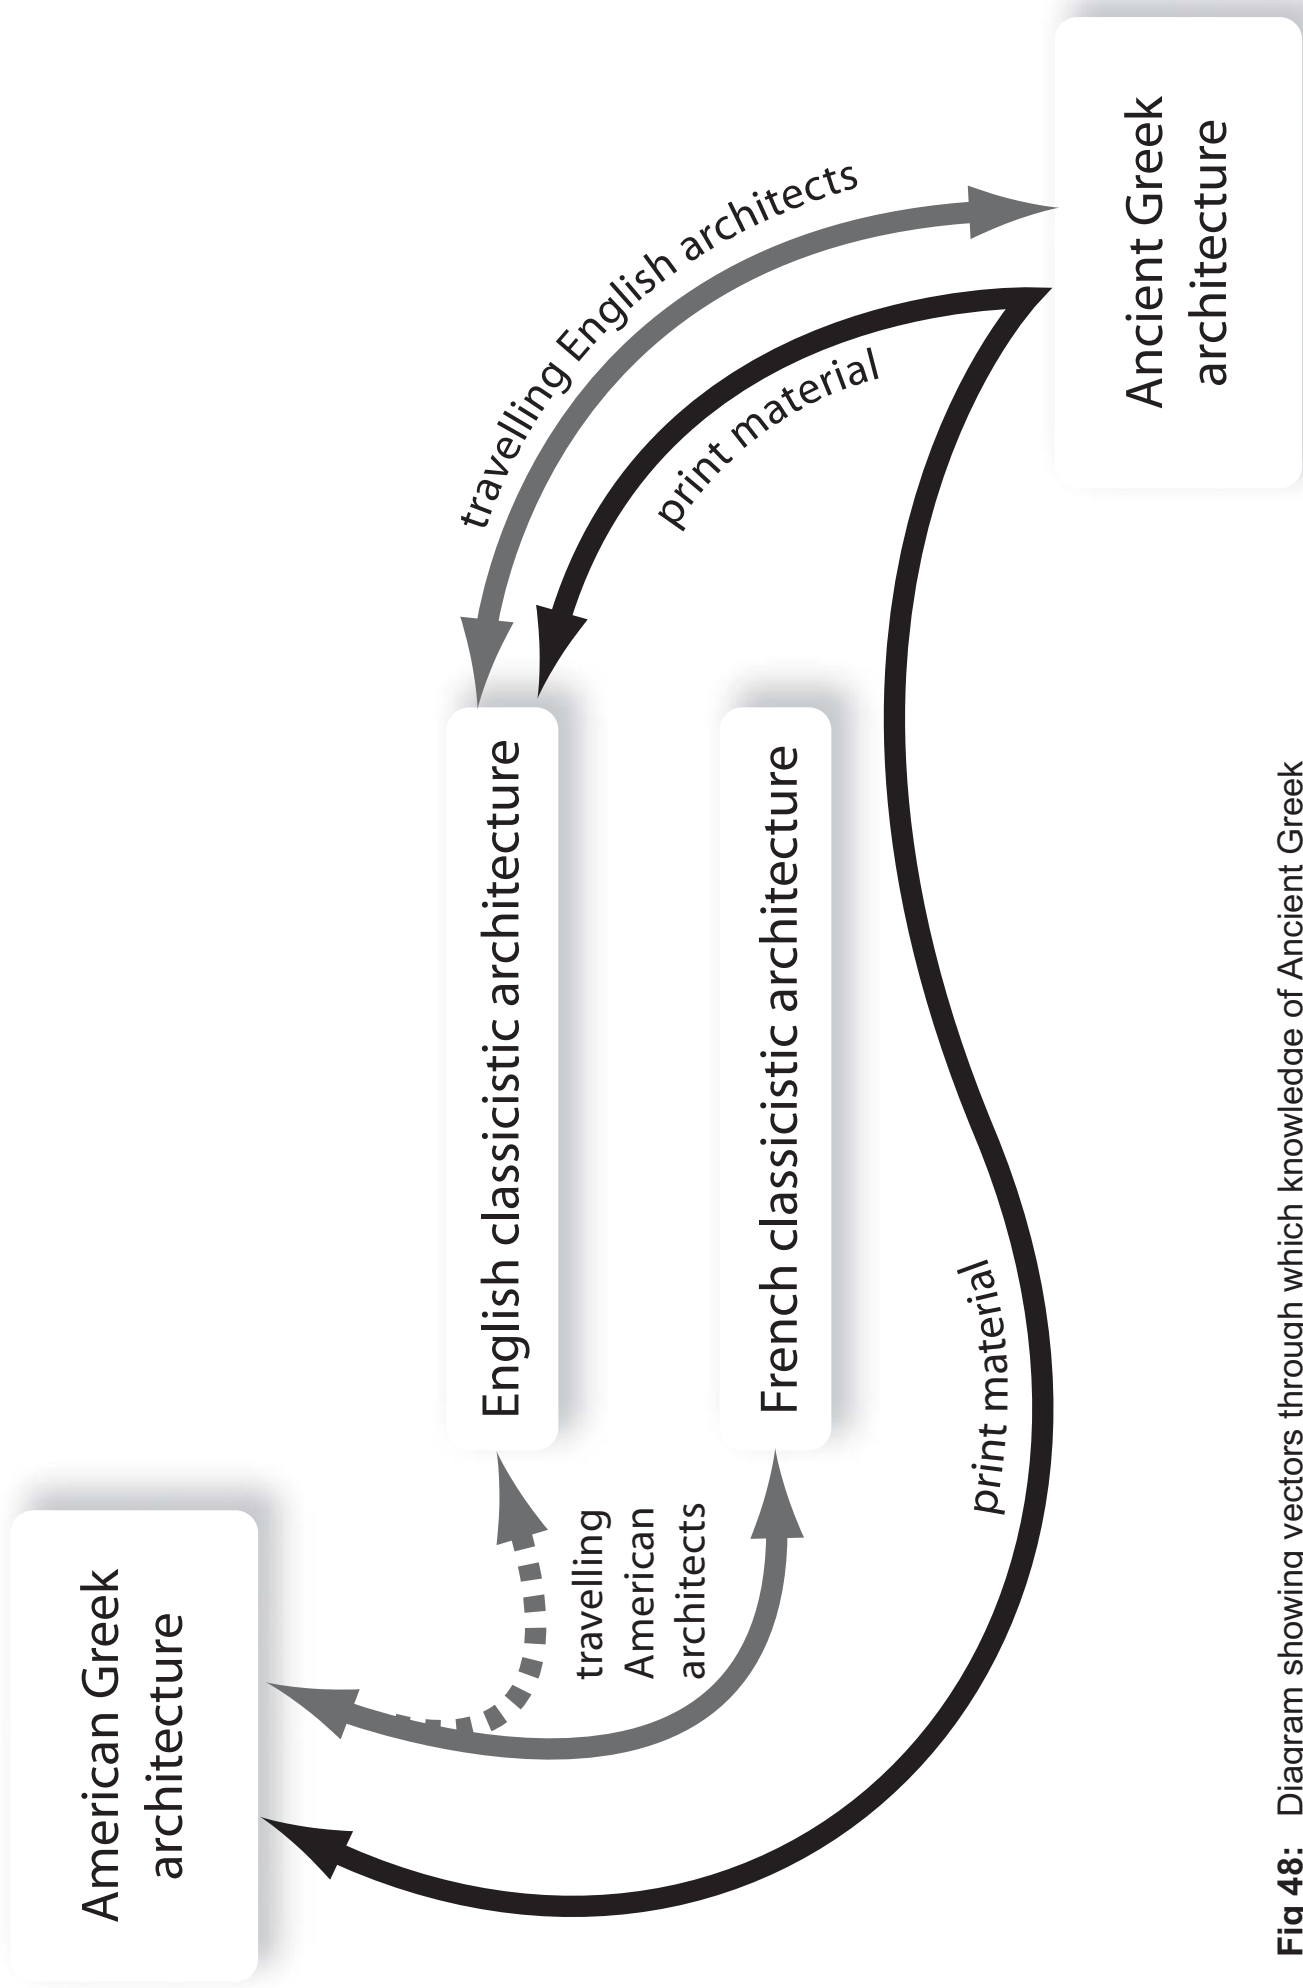 American Greek
architecture
English classicistic architecture
French classicistic architecture
travelling
American
architects
travelling English architects
print material
print material
Ancient Greek
architecture
Fig 48: Diagram showing vectors through which knowledge of Ancient Greek